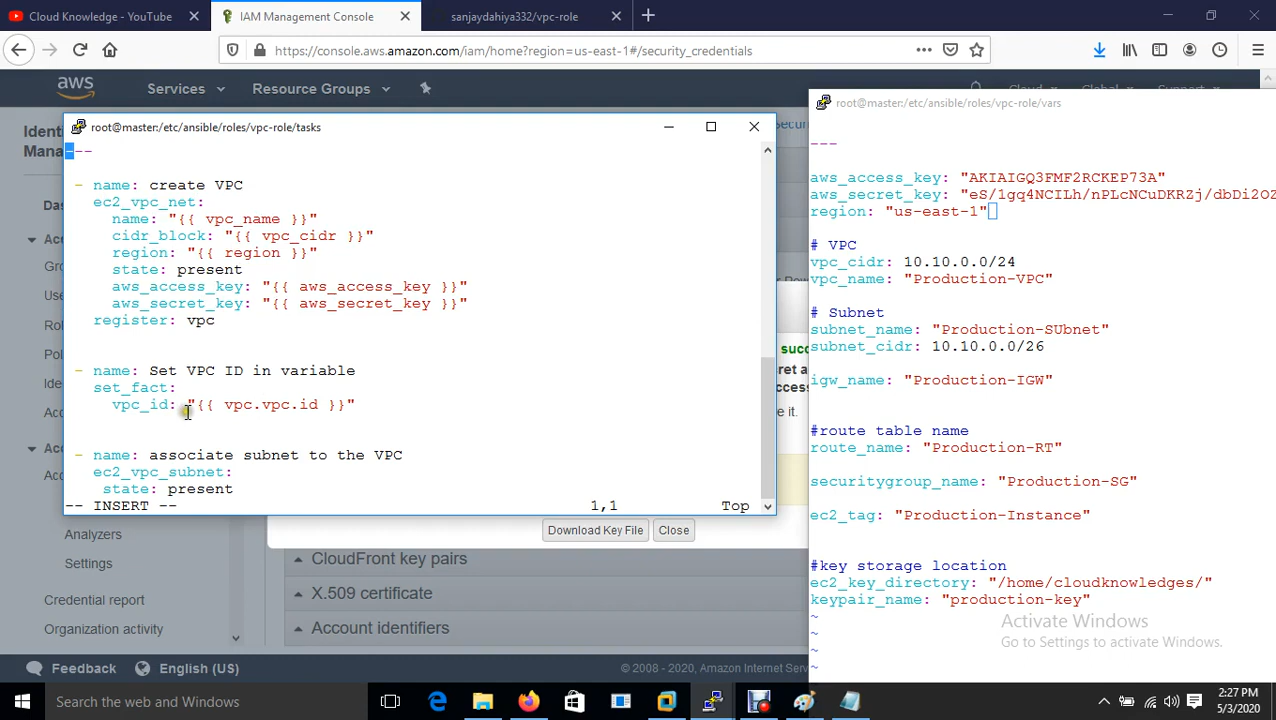 Cloud Knowledge - YouTube
IAM Management Console
sanjaydahiya332/vpc-role
https://console.aws.amazon.com/iam/home?region=us-east-1#/security_credentials
aws
Services
Resource Groups
root@master:/etc/ansible/roles/vpc-role/tasks
---
- name: create VPC
ec2_vpc_net:
name: "{{ vpc_name }}"
cidr_block: "{{ vpc_cidr }}"
region: "{{ region }}"
state: present
aws_access_key: "{{ aws_access_key }}"
aws_secret_key: "{{ aws_secret_key }}"
register: vpc
- name: Set VPC ID in variable
set_fact:
vpc_id: "{{ vpc.vpc.id }}"
- name: associate subnet to the VPC
ec2_vpc_subnet:
state: present
-- INSERT --
1,1
Top
root@master:/etc/ansible/roles/vpc-role/vars
---
aws_access_key: "AKIAIGQ3FMF2RCKEP73A"
aws_secret_key: "eS/1gq4NCILh/nPLcNCuDKRZj/dbDi2OZ
region: "us-east-1"
# VPC
vpc_cidr: 10.10.0.0/24
vpc_name: "Production-VPC"
# Subnet
subnet_name: "Production-SUbnet"
subnet_cidr: 10.10.0.0/26
igw_name: "Production-IGW"
#route table name
route_name: "Production-RT"
securitygroup_name: "Production-SG"
ec2_tag: "Production-Instance"
#key storage location
ec2_key_directory: "/home/cloudknowledges/"
keypair_name: "production-key"
~
~
~
~
Activate Windows
Go to Settings to activate Windows.
Download Key File
Close
Analyzers
Settings
Credential report
Organization activity
CloudFront key pairs
X.509 certificate
Account identifiers
Feedback
English (US)
© 2008 - 2020, Amazon Internet Serv
Search Windows
2:27 PM
5/3/2020